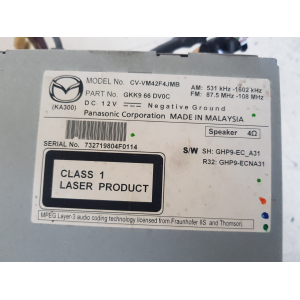 MODEL No. CV-VM42F4JMB AM: 531 kHz -1602 kHz
PART No. GKK9 66 DV0C FM: 87.5 MHz -108 MHz
(KA300) DC 12V Negative Ground
Panasonic Corporation MADE IN MALAYSIA
Speaker 4Ω
SERIAL No. 732719804F0114
S/W SH: GHP9-EC_A31
R32: GHP9-ECNA31
CLASS 1
LASER PRODUCT
MPEG Layer-3 audio coding technology licensed from Fraunhofer IIS and Thomson.